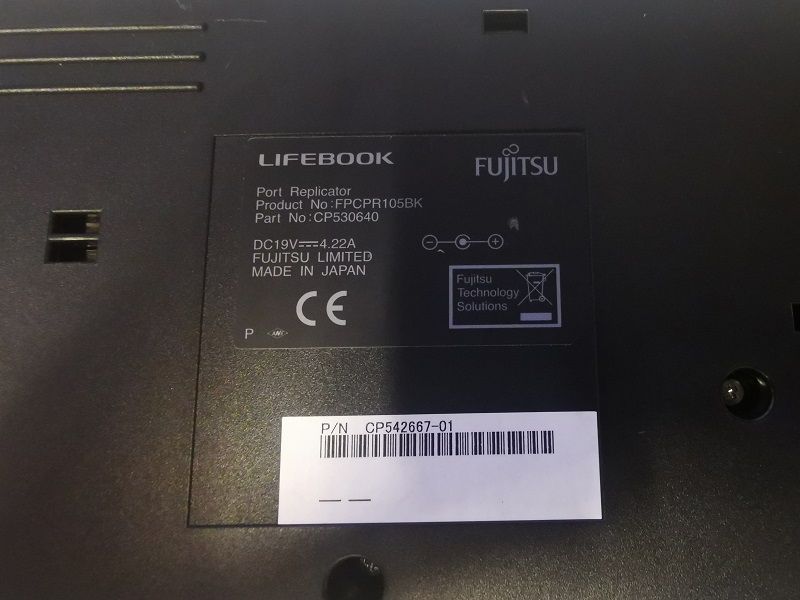 LIFEBOOK
FUJITSU
Port Replicator
Product No:FPCPR105BK
Part No:CP530640
DC19V⎓4.22A
FUJITSU LIMITED
MADE IN JAPAN
Fujitsu
Technology
Solutions
CE
P
P/N CP542667-01